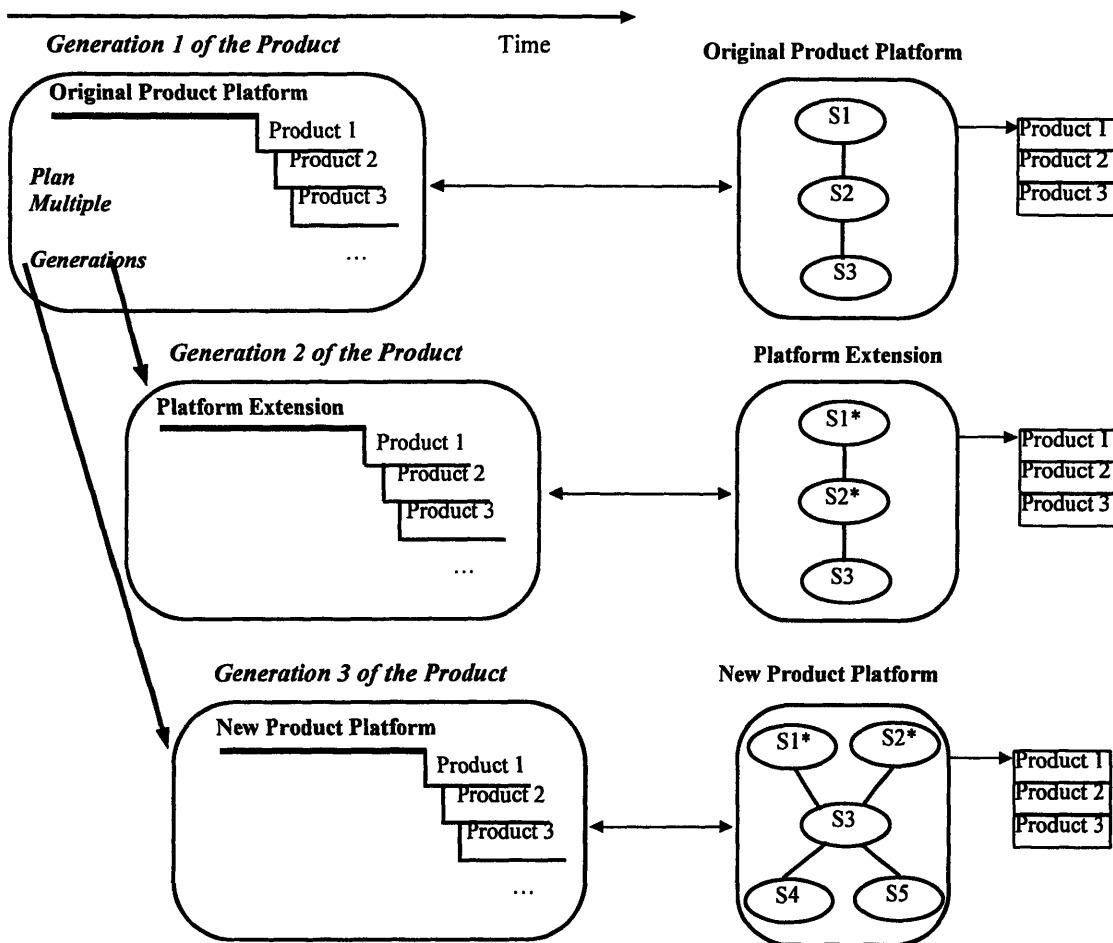 Generation 1 of the Product
Time
Original Product Platform
Product 1
Product 2
Product 3
Plan
Multiple
Generations
...
Original Product Platform
S1
S2
S3
Product 1
Product 2
Product 3
Generation 2 of the Product
Platform Extension
Product 1
Product 2
Product 3
...
Platform Extension
S1*
S2*
S3
Product 1
Product 2
Product 3
Generation 3 of the Product
New Product Platform
Product 1
Product 2
Product 3
...
New Product Platform
S1*
S2*
S3
S4
S5
Product 1
Product 2
Product 3